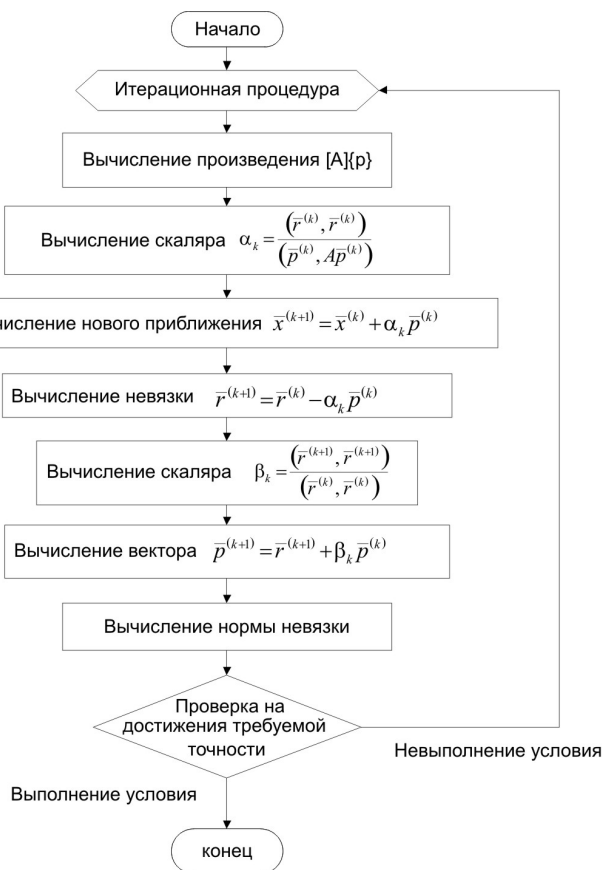 Начало
Итерационная процедура
Вычисление произведения [A]{p}
Вычисление скаляра α_k = (r̅^(k), r̅^(k)) / (p̅^(k), Ap̅^(k))
числение нового приближения x̅^(k+1) = x̅^(k) + α_k p̅^(k)
Вычисление невязки r̅^(k+1) = r̅^(k) − α_k p̅^(k)
Вычисление скаляра β_k = (r̅^(k+1), r̅^(k+1)) / (r̅^(k), r̅^(k))
Вычисление вектора p̅^(k+1) = r̅^(k+1) + β_k p̅^(k)
Вычисление нормы невязки
Проверка на
достижения требуемой
точности
Невыполнение условия
Выполнение условия
конец